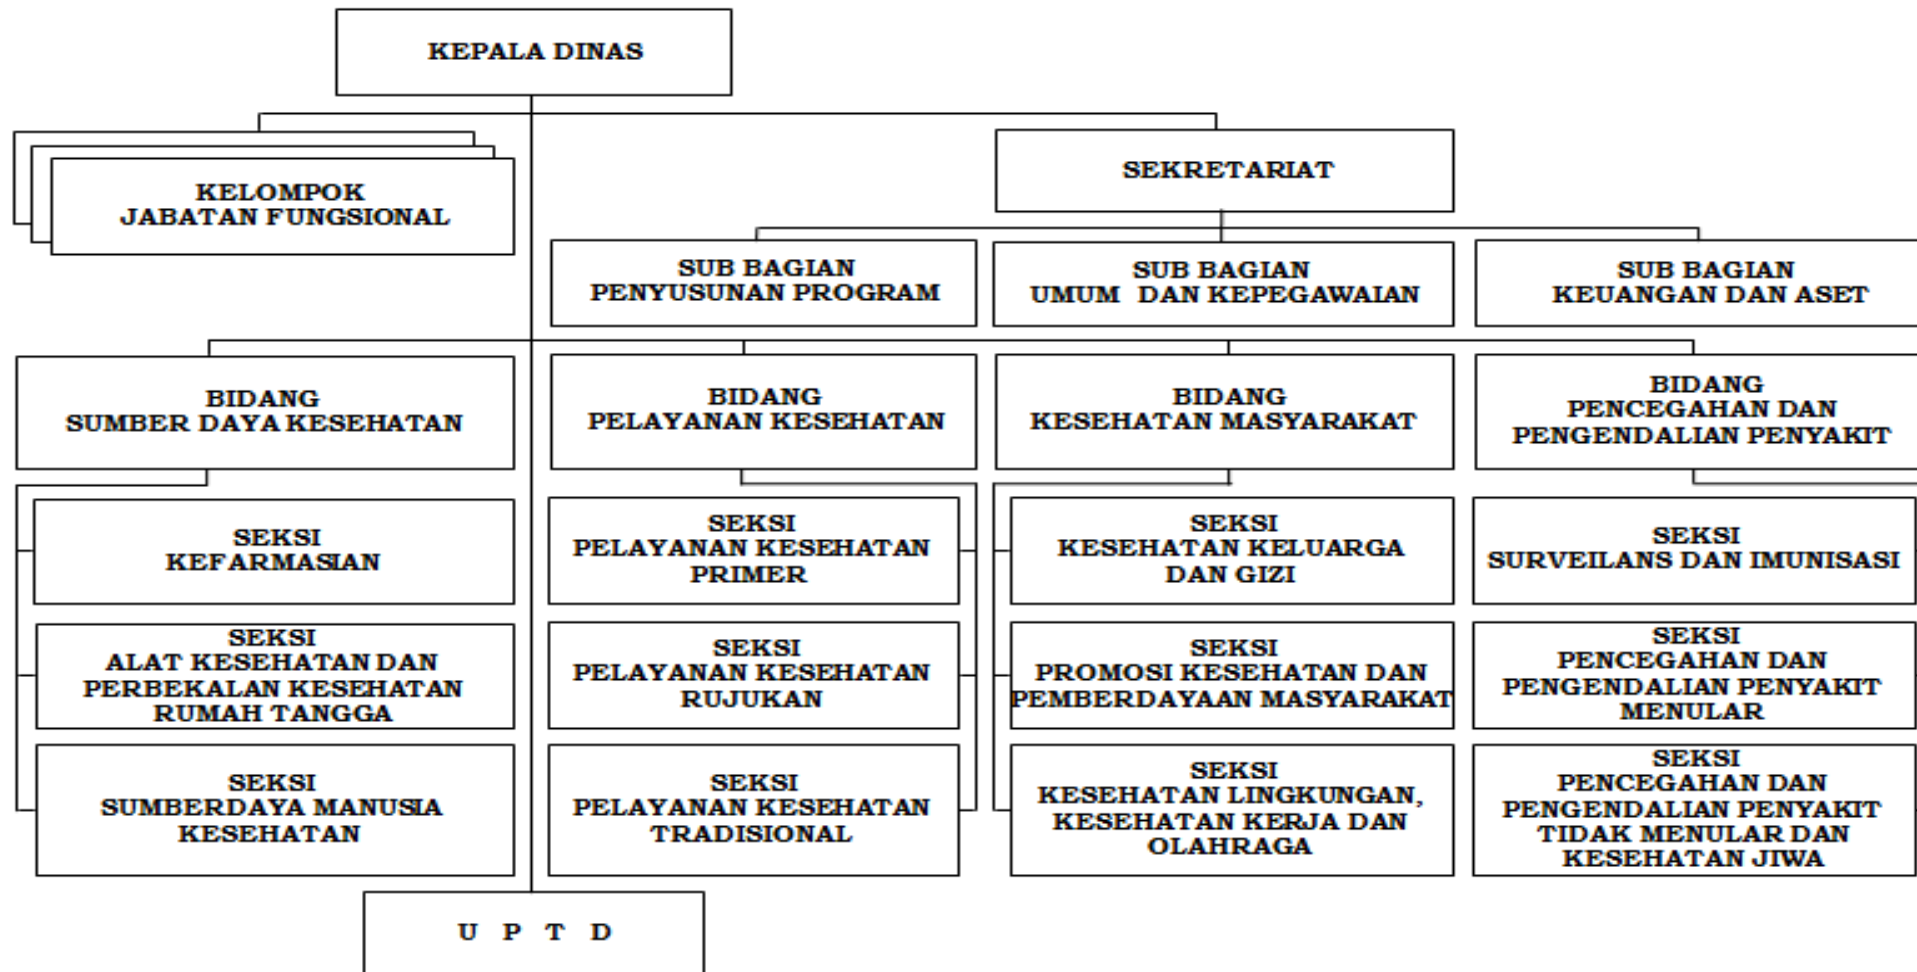 KEPALA DINAS
KELOMPOK
JABATAN FUNGSIONAL
SEKRETARIAT
SUB BAGIAN
PENYUSUNAN PROGRAM
SUB BAGIAN
UMUM DAN KEPEGAWAIAN
SUB BAGIAN
KEUANGAN DAN ASET
BIDANG
SUMBER DAYA KESEHATAN
BIDANG
PELAYANAN KESEHATAN
BIDANG
KESEHATAN MASYARAKAT
BIDANG
PENCEGAHAN DAN
PENGENDALIAN PENYAKIT
SEKSI
KEFARMASIAN
SEKSI
PELAYANAN KESEHATAN
PRIMER
SEKSI
KESEHATAN KELUARGA
DAN GIZI
SEKSI
SURVEILANS DAN IMUNISASI
SEKSI
ALAT KESEHATAN DAN
PERBEKALAN KESEHATAN
RUMAH TANGGA
SEKSI
PELAYANAN KESEHATAN
RUJUKAN
SEKSI
PROMOSI KESEHATAN DAN
PEMBERDAYAAN MASYARAKAT
SEKSI
PENCEGAHAN DAN
PENGENDALIAN PENYAKIT
MENULAR
SEKSI
SUMBERDAYA MANUSIA
KESEHATAN
SEKSI
PELAYANAN KESEHATAN
TRADISIONAL
SEKSI
KESEHATAN LINGKUNGAN,
KESEHATAN KERJA DAN
OLAHRAGA
SEKSI
PENCEGAHAN DAN
PENGENDALIAN PENYAKIT
TIDAK MENULAR DAN
KESEHATAN JIWA
U P T D